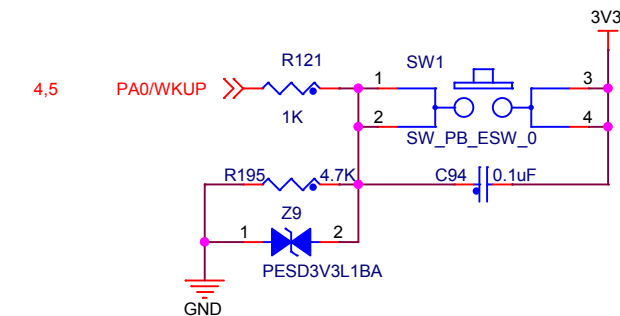 3V3
R121
SW1
1
3
4,5
PA0/WKUP
1K
2
4
SW_PB_ESW_0
R195
4.7K
C94
0.1uF
Z9
1
2
PESD3V3L1BA
GND